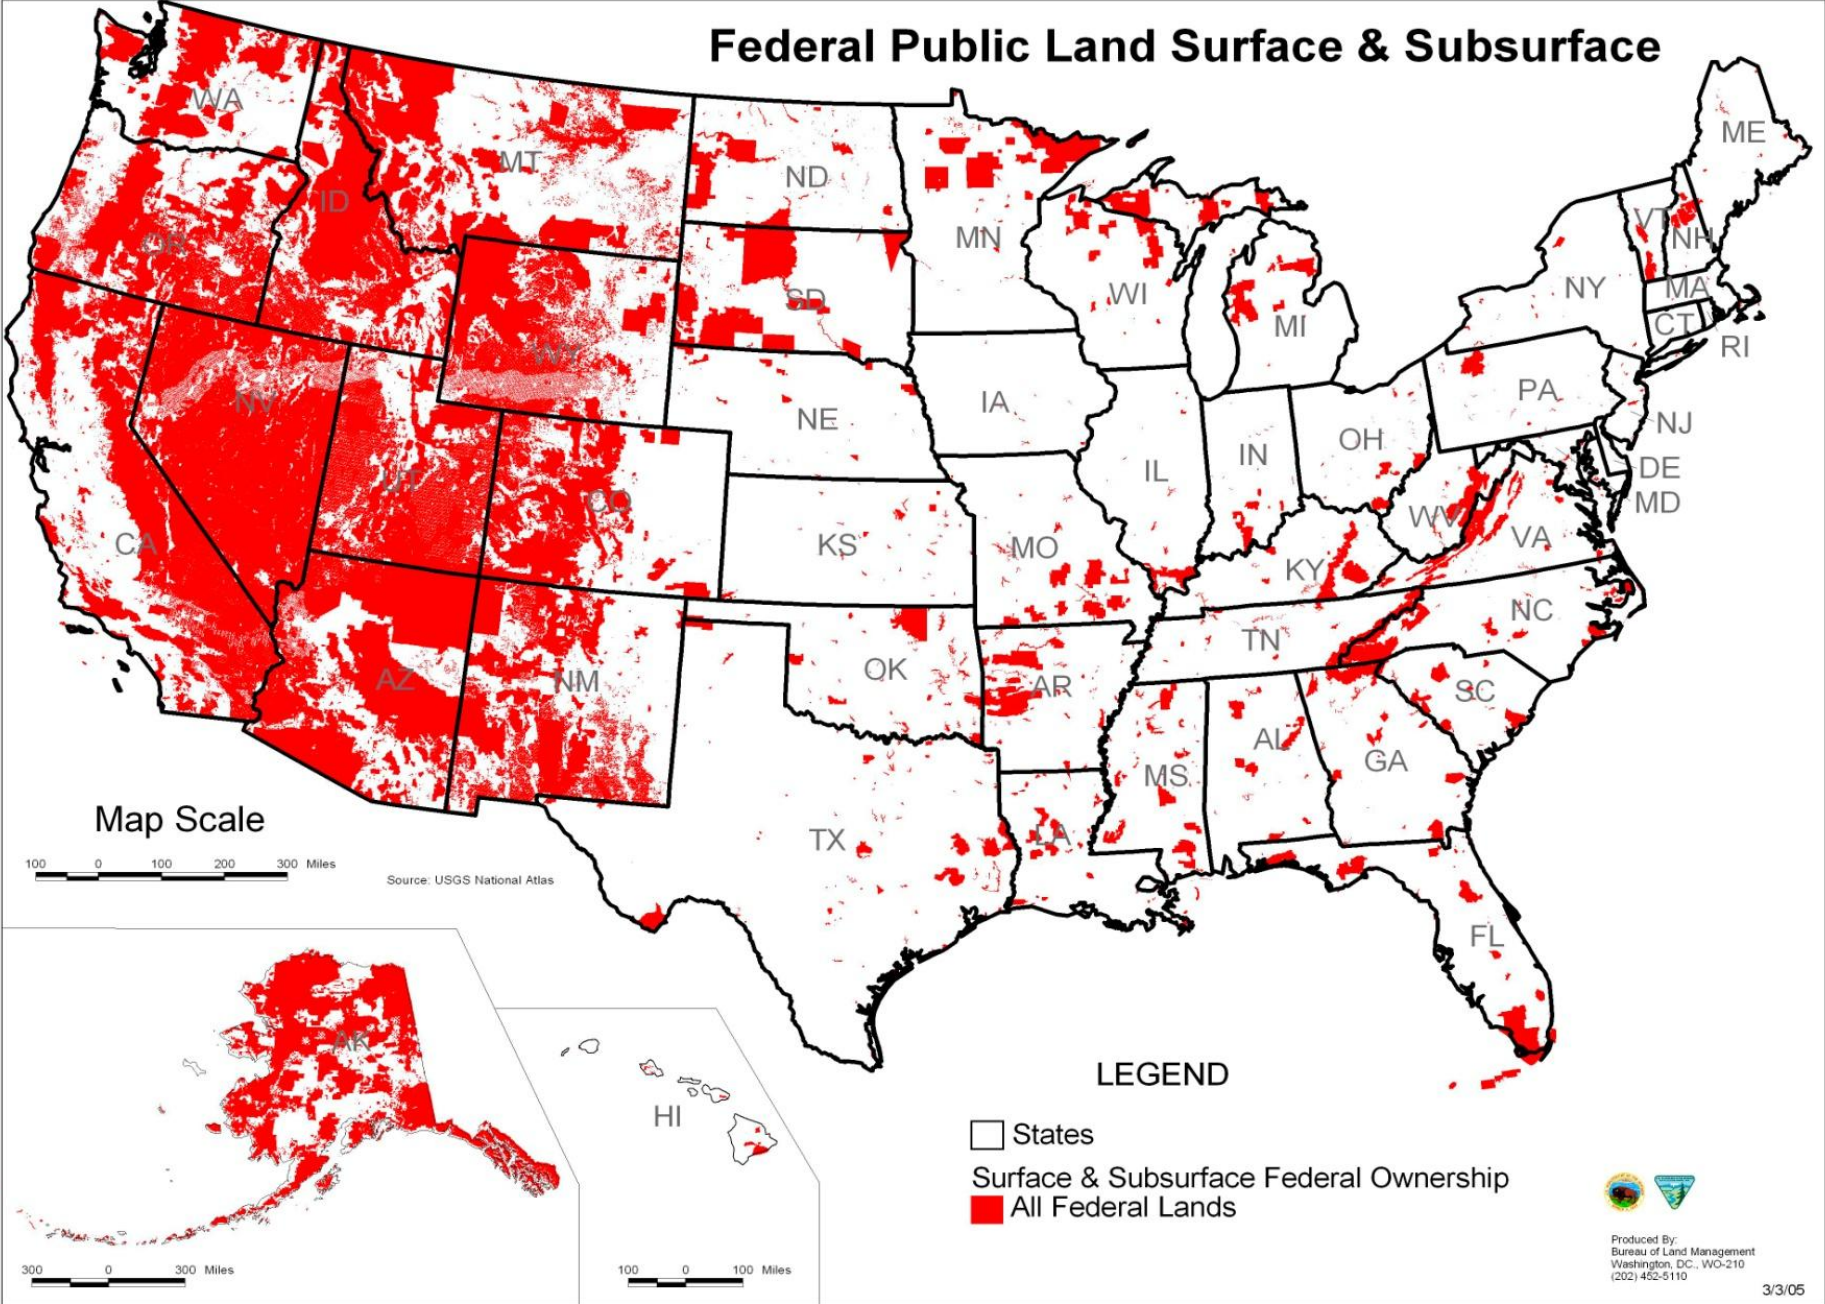 Federal Public Land Surface & Subsurface
WA
MT
ND
MN
ME
OR
ID
SD
WI
MI
NY
VT
NH
MA
CT
RI
WY
NE
IA
PA
NJ
NV
UT
CO
KS
MO
IL
IN
OH
DE
MD
WV
VA
CA
KY
NC
TN
AZ
NM
OK
AR
SC
MS
AL
GA
TX
LA
FL
Map Scale
100 0 100 200 300 Miles
Source: USGS National Atlas
AK
HI
300 0 300 Miles
100 0 100 Miles
LEGEND
States
Surface & Subsurface Federal Ownership
All Federal Lands
Produced By:
Bureau of Land Management
Washington, DC., WO-210
(202) 452-5110
3/3/05